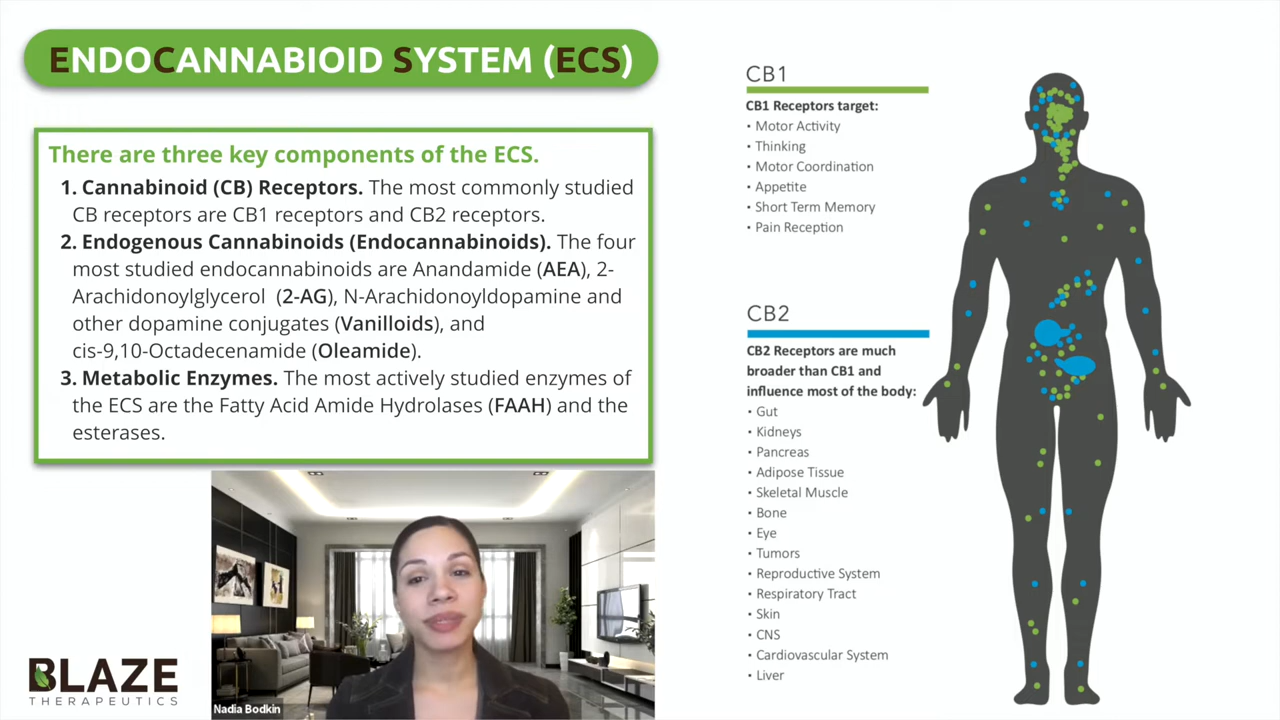 ENDOCANNABIOID SYSTEM (ECS)
There are three key components of the ECS.
1. Cannabinoid (CB) Receptors. The most commonly studied
CB receptors are CB1 receptors and CB2 receptors.
2. Endogenous Cannabinoids (Endocannabinoids). The four
most studied endocannabinoids are Anandamide (AEA), 2-
Arachidonoylglycerol (2-AG), N-Arachidonoyldopamine and
other dopamine conjugates (Vanilloids), and
cis-9,10-Octadecenamide (Oleamide).
3. Metabolic Enzymes. The most actively studied enzymes of
the ECS are the Fatty Acid Amide Hydrolases (FAAH) and the
esterases.
BLAZE
THERAPEUTICS
Nadia Bodkin
CB1
CB1 Receptors target:
• Motor Activity
• Thinking
• Motor Coordination
• Appetite
• Short Term Memory
• Pain Reception
CB2
CB2 Receptors are much
broader than CB1 and
influence most of the body:
• Gut
• Kidneys
• Pancreas
• Adipose Tissue
• Skeletal Muscle
• Bone
• Eye
• Tumors
• Reproductive System
• Respiratory Tract
• Skin
• CNS
• Cardiovascular System
• Liver